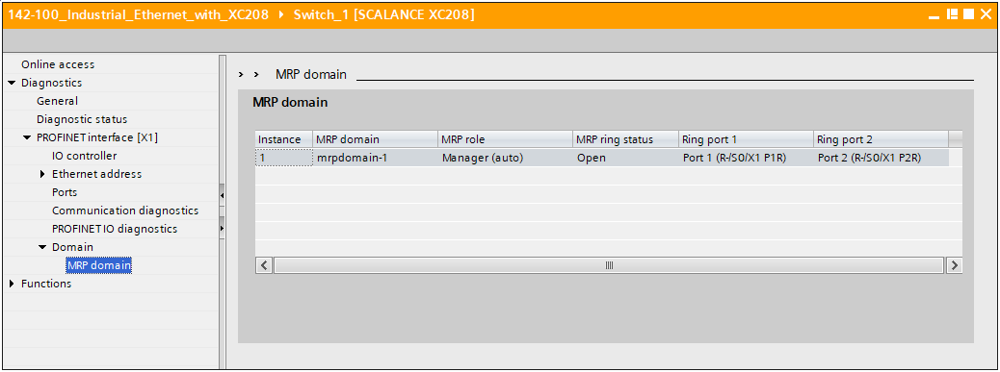 142-100_Industrial_Ethernet_with_XC208 Switch_1 [SCALANCE XC208]
Online access
Diagnostics
General
Diagnostic status
PROFINET interface [X1]
IO controller
Ethernet address
Ports
Communication diagnostics
PROFINET IO diagnostics
Domain
MRP domain
Functions
MRP domain
MRP domain
Instance MRP domain MRP role MRP ring status Ring port 1 Ring port 2
1 mrpdomain-1 Manager (auto) Open Port 1 (R-/S0/X1 P1R) Port 2 (R-/S0/X1 P2R)